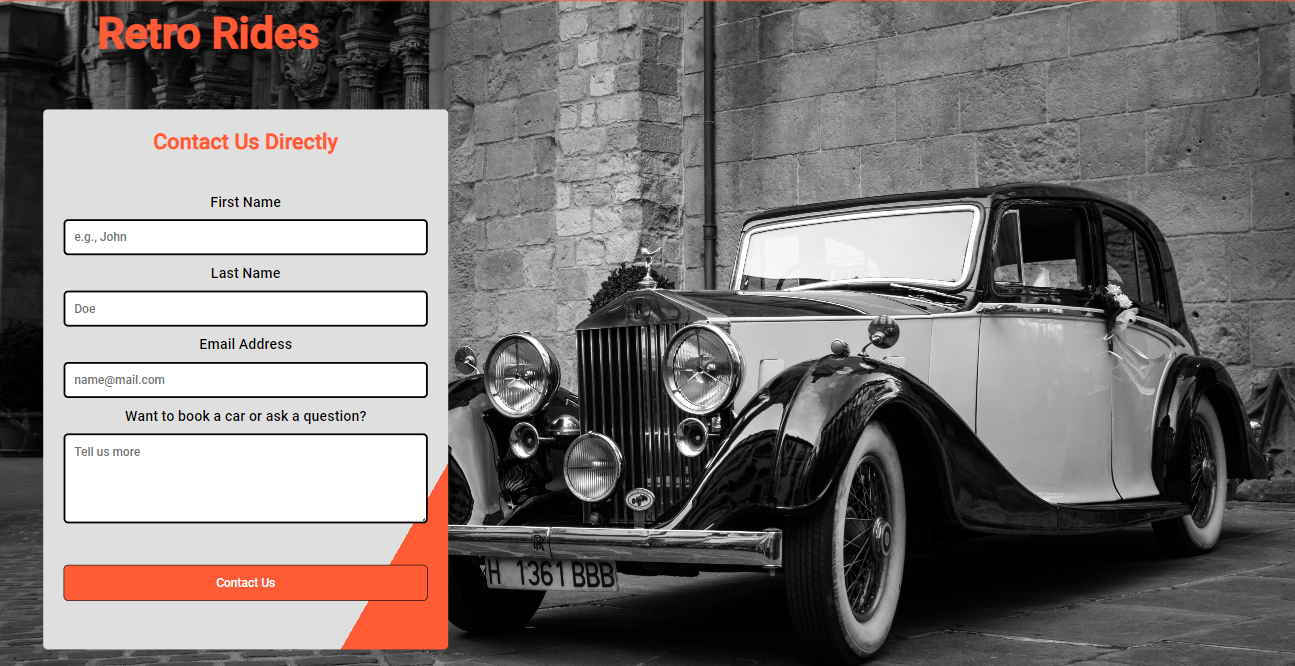 Retro Rides
Contact Us Directly
First Name
e.g., John
Last Name
Doe
Email Address
name@mail.com
Want to book a car or ask a question?
Tell us more
Contact Us
H 1361 BBB